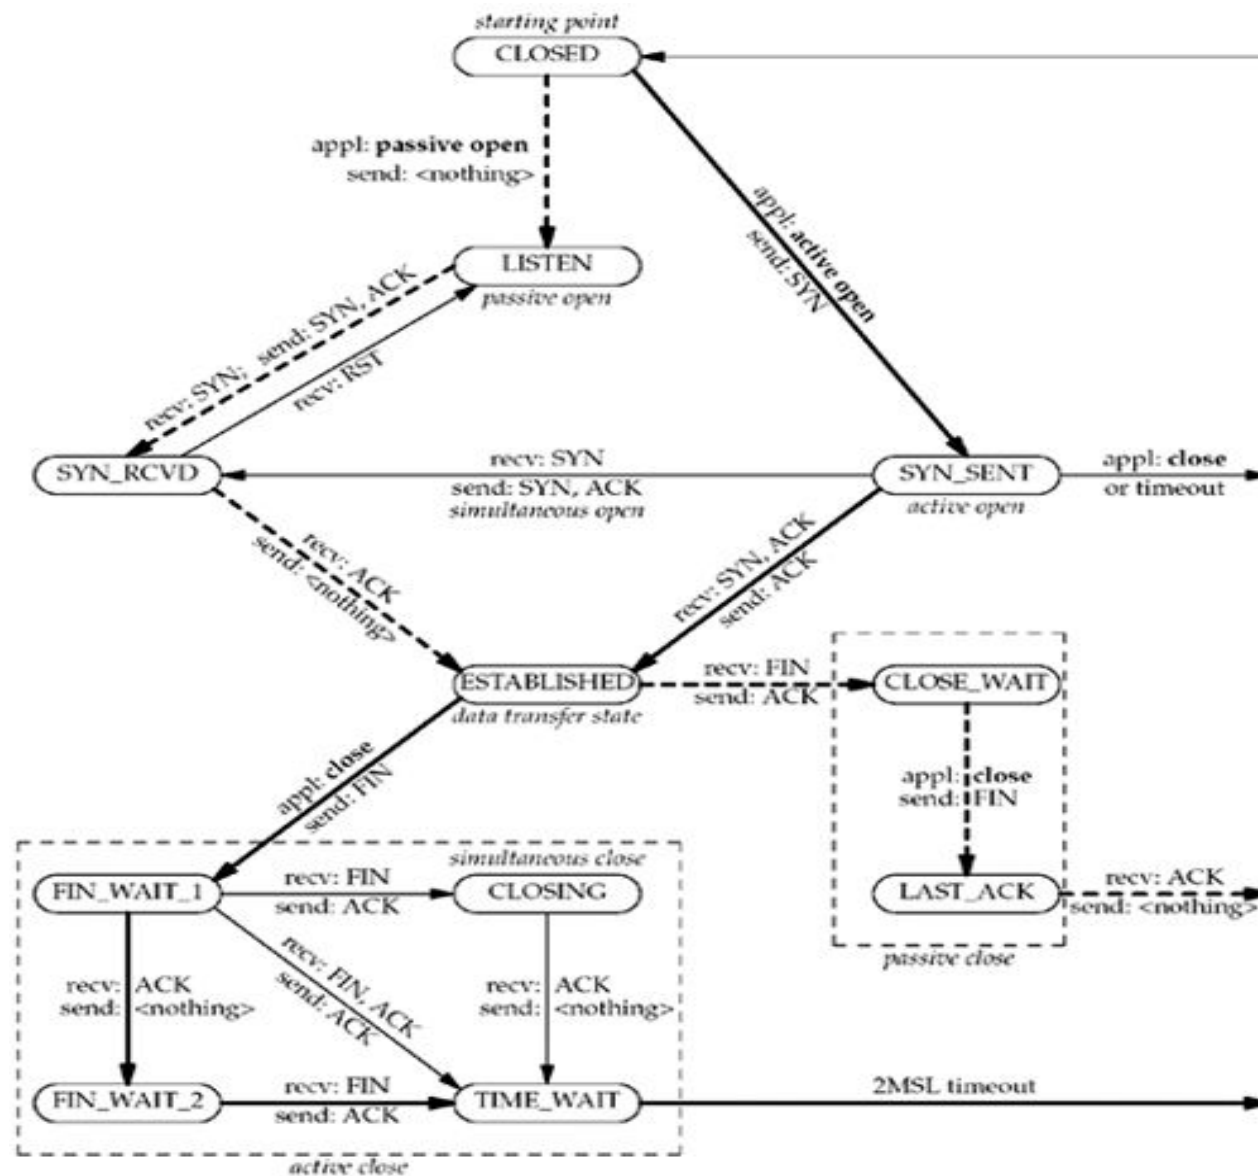 starting point
CLOSED
appl: passive open
send: <nothing>
appl: active open
send: SYN
LISTEN
passive open
recv: SYN; send: SYN, ACK
recv: RST
SYN_RCVD
recv: SYN
send: SYN, ACK
simultaneous open
SYN_SENT
active open
appl: close
or timeout
recv: ACK
send: <nothing>
recv: SYN, ACK
send: ACK
ESTABLISHED
data transfer state
recv: FIN
send: ACK
CLOSE_WAIT
appl: close
send: FIN
appl: close
send: FIN
LAST_ACK
passive close
recv: ACK
send: <nothing>
simultaneous close
FIN_WAIT_1
recv: FIN
send: ACK
CLOSING
recv: ACK
send: <nothing>
recv: FIN, ACK
send: ACK
recv: ACK
send: <nothing>
FIN_WAIT_2
recv: FIN
send: ACK
TIME_WAIT
2MSL timeout
active close